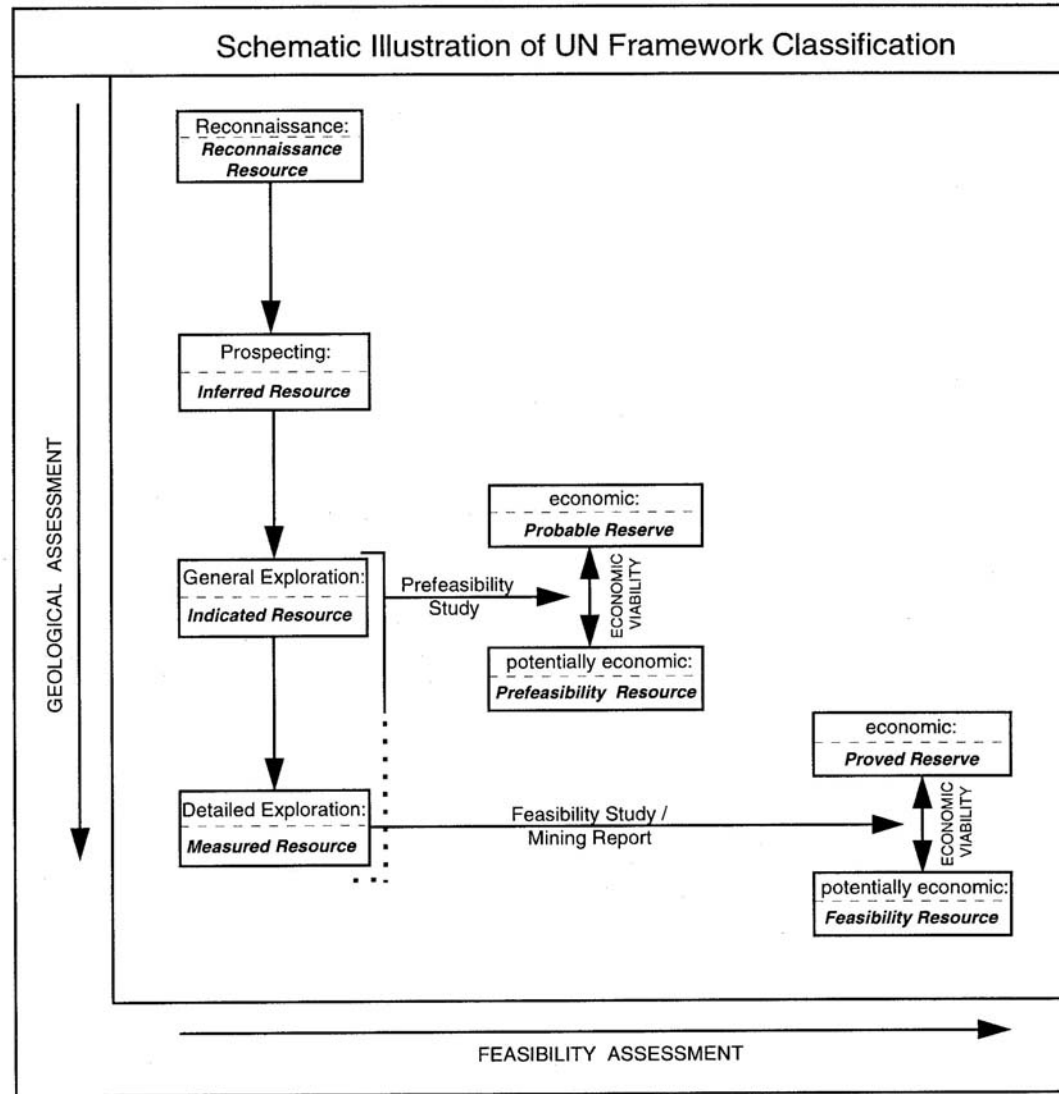 Schematic Illustration of UN Framework Classification
GEOLOGICAL ASSESSMENT
Reconnaissance:
Reconnaissance
Resource
Prospecting:
Inferred Resource
General Exploration:
Indicated Resource
Prefeasibility
Study
economic:
Probable Reserve
ECONOMIC
VIABILITY
potentially economic:
Prefeasibility Resource
Detailed Exploration:
Measured Resource
Feasibility Study /
Mining Report
economic:
Proved Reserve
ECONOMIC
VIABILITY
potentially economic:
Feasibility Resource
FEASIBILITY ASSESSMENT